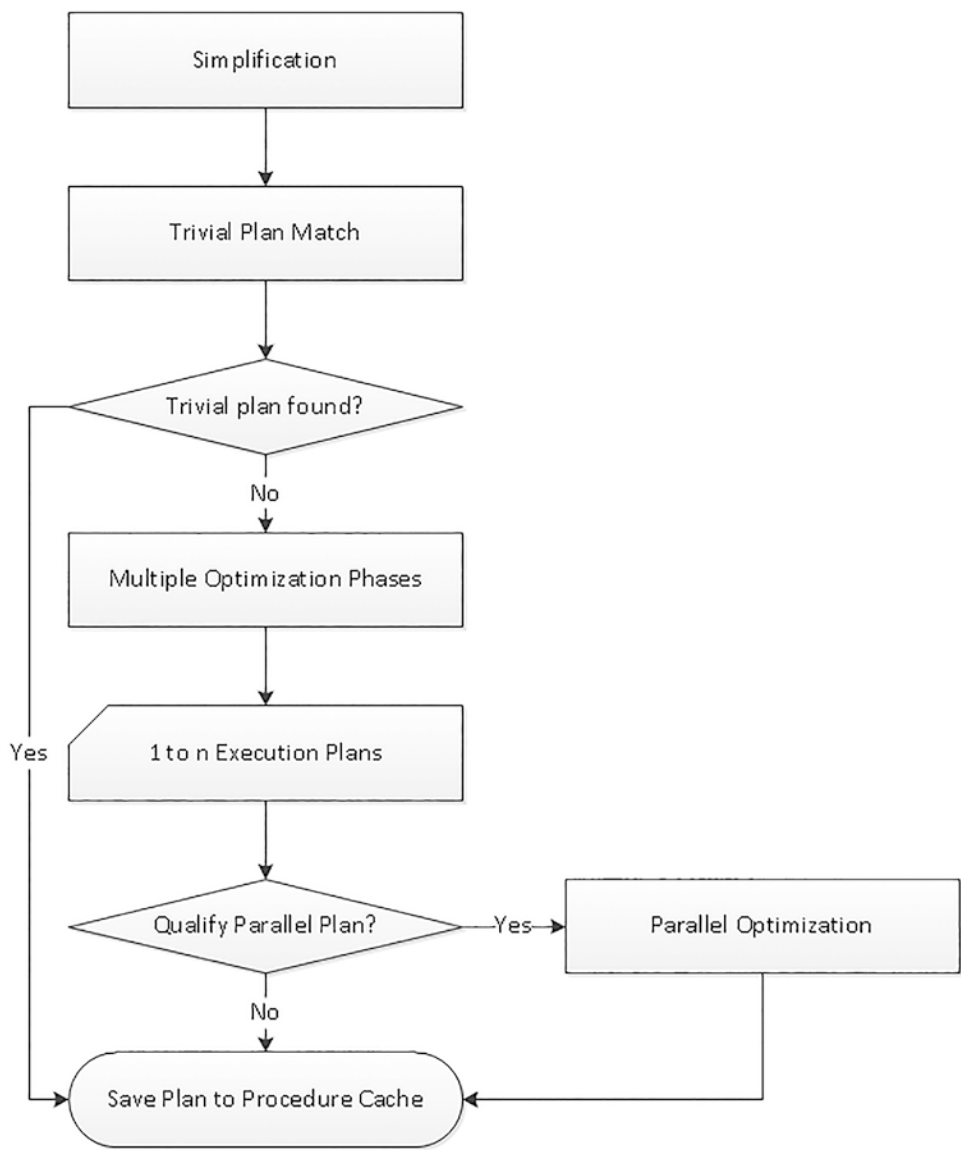 Simplification
Trivial Plan Match
Trivial plan found?
No
Multiple Optimization Phases
Yes
1 to n Execution Plans
Qualify Parallel Plan?
Yes
Parallel Optimization
No
Save Plan to Procedure Cache